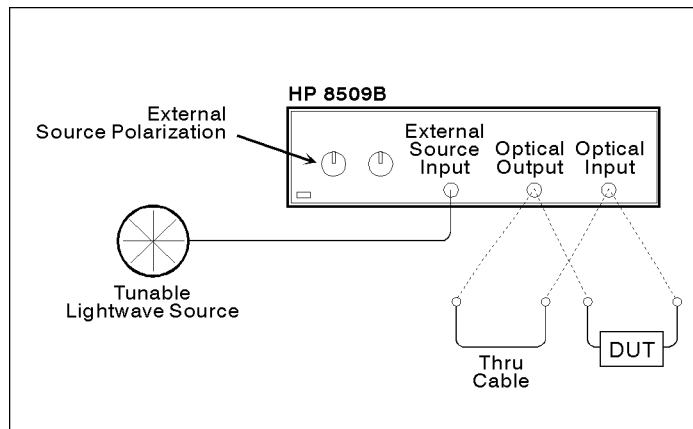 HP 8509B
External
Source Polarization
External
Source
Input
Optical
Output
Optical
Input
Tunable
Lightwave Source
Thru
Cable
DUT